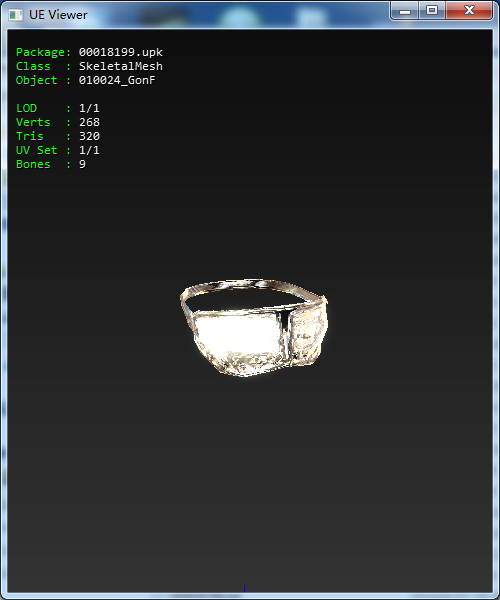 UE Viewer
Package: 00018199.upk
Class : SkeletalMesh
Object : 010024_GonF
LOD : 1/1
Verts : 268
Tris : 320
UV Set : 1/1
Bones : 9